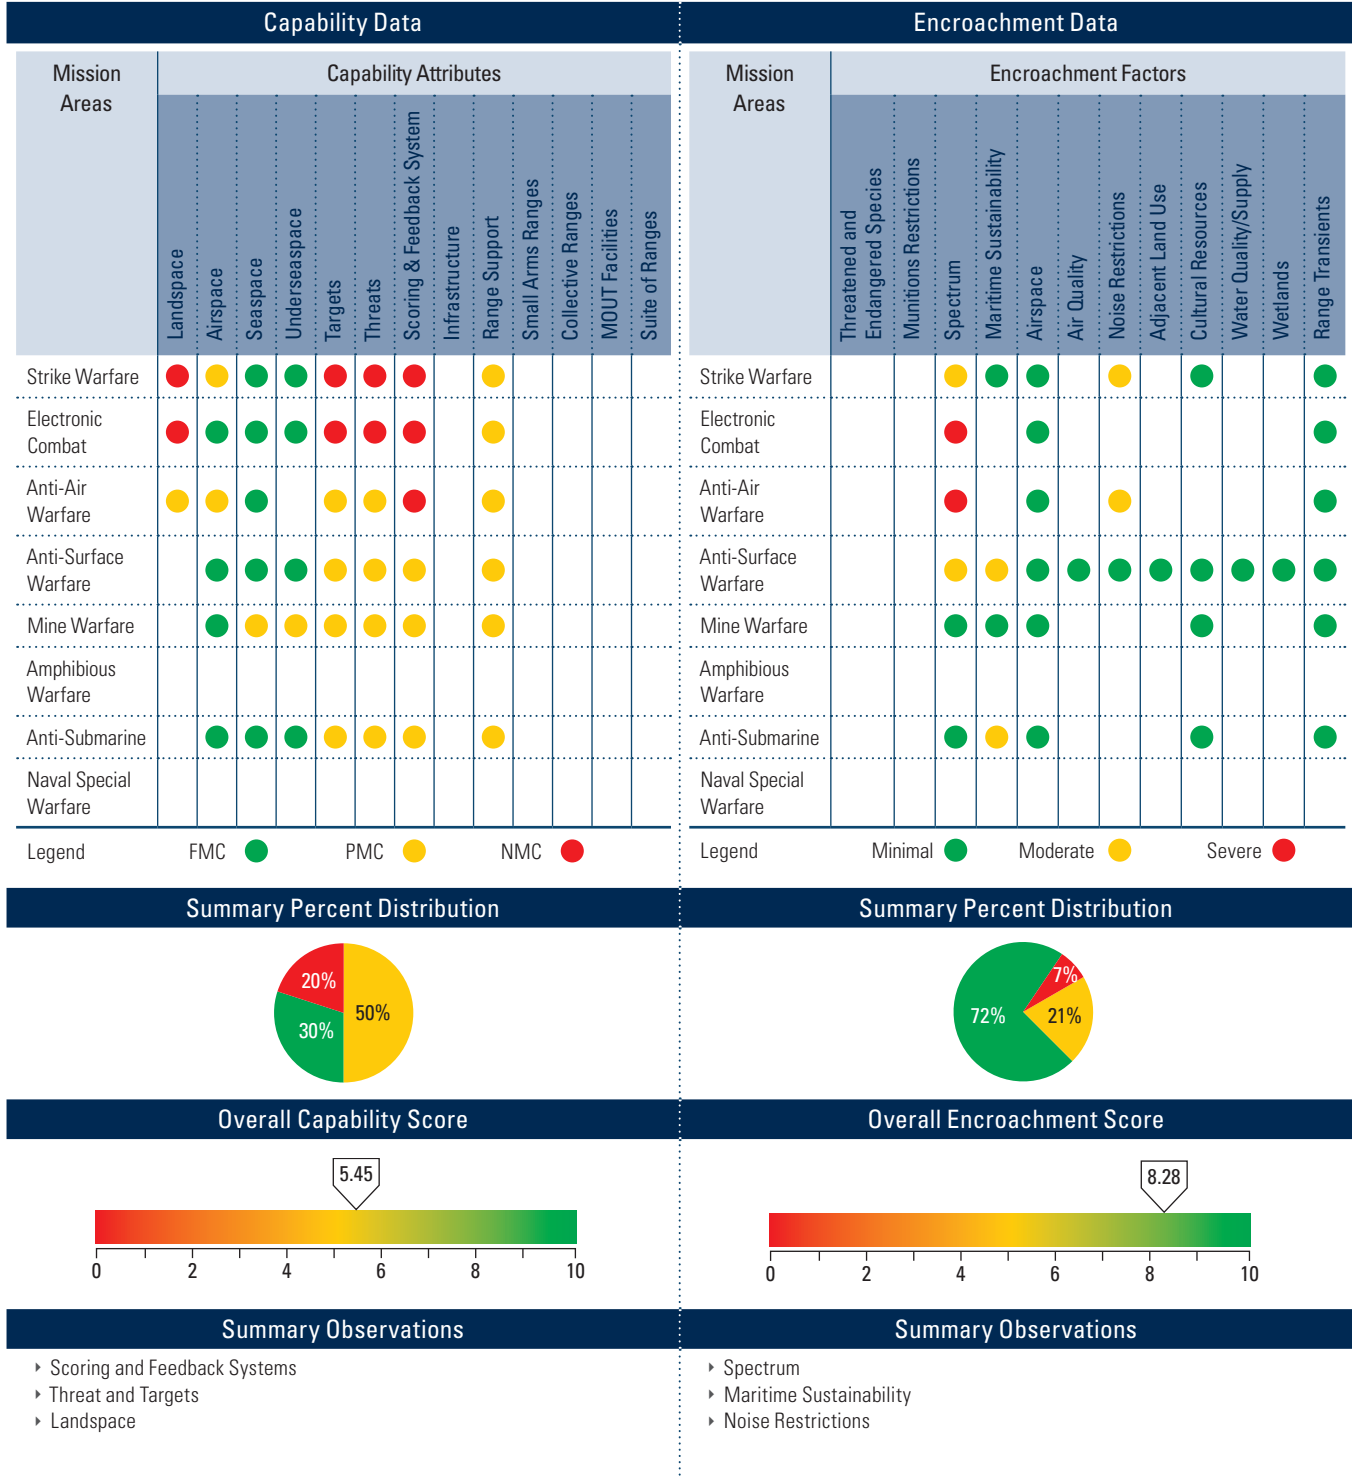 Capability Data
Mission
Areas
Capability Attributes
Landspace
Airspace
Seaspace
Underseaspace
Targets
Threats
Scoring & Feedback System
Infrastructure
Range Support
Small Arms Ranges
Collective Ranges
MOUT Facilities
Suite of Ranges
Strike Warfare
Electronic
Combat
Anti-Air
Warfare
Anti-Surface
Warfare
Mine Warfare
Amphibious
Warfare
Anti-Submarine
Naval Special
Warfare
Legend FMC PMC NMC
Summary Percent Distribution
20%
50%
30%
Overall Capability Score
5.45
0 2 4 6 8 10
Summary Observations
‣ Scoring and Feedback Systems
‣ Threat and Targets
‣ Landspace
Encroachment Data
Mission
Areas
Encroachment Factors
Threatened and
Endangered Species
Munitions Restrictions
Spectrum
Maritime Sustainability
Airspace
Air Quality
Noise Restrictions
Adjacent Land Use
Cultural Resources
Water Quality/Supply
Wetlands
Range Transients
Strike Warfare
Electronic
Combat
Anti-Air
Warfare
Anti-Surface
Warfare
Mine Warfare
Amphibious
Warfare
Anti-Submarine
Naval Special
Warfare
Legend Minimal Moderate Severe
Summary Percent Distribution
7%
72%
21%
Overall Encroachment Score
8.28
0 2 4 6 8 10
Summary Observations
‣ Spectrum
‣ Maritime Sustainability
‣ Noise Restrictions